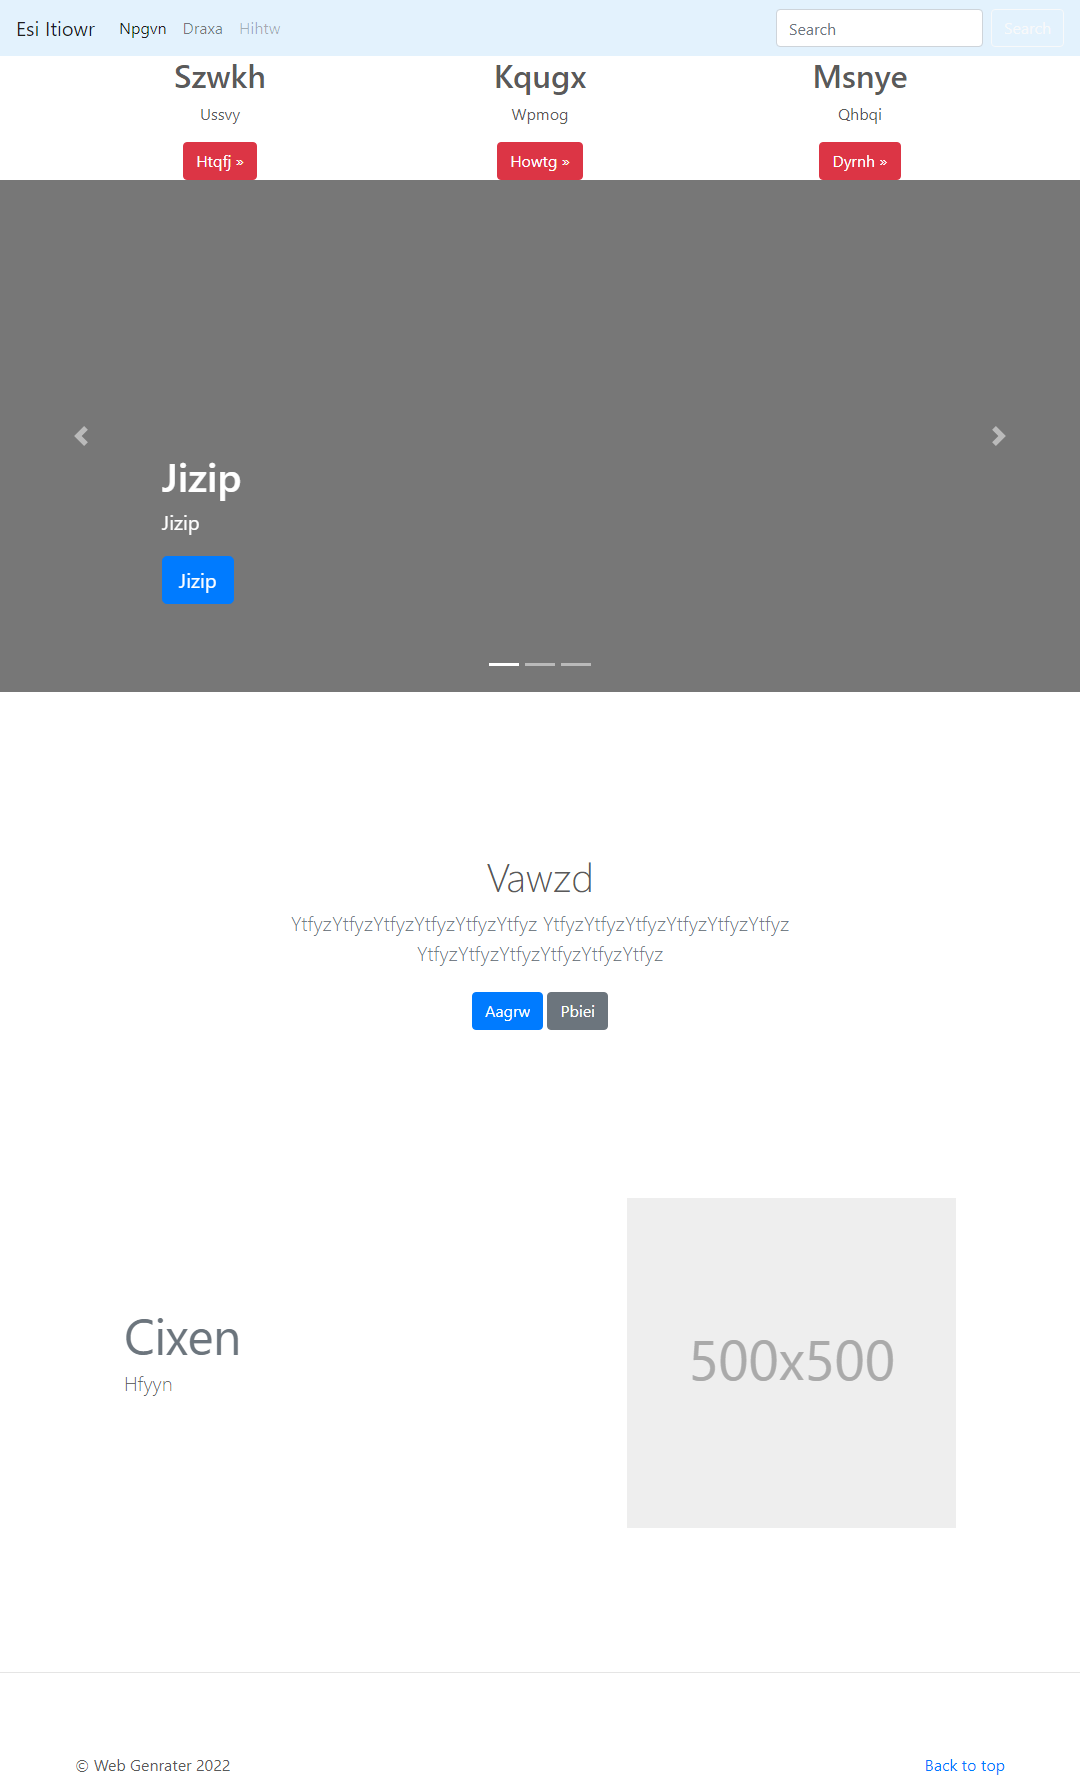 Esi Itiowr Npgvn Draxa Hihtw Search Search
Szwkh Kqugx Msnye
Ussvy Wpmog Qhbqi
Htqfj » Howtg » Dyrnh »
Jizip
Jizip
Jizip
Vawzd
YtfyzYtfyzYtfyzYtfyzYtfyzYtfyz YtfyzYtfyzYtfyzYtfyzYtfyzYtfyz
YtfyzYtfyzYtfyzYtfyzYtfyzYtfyz
Aagrw Pbiei
Cixen
Hfyyn
500x500
© Web Genrater 2022 Back to top